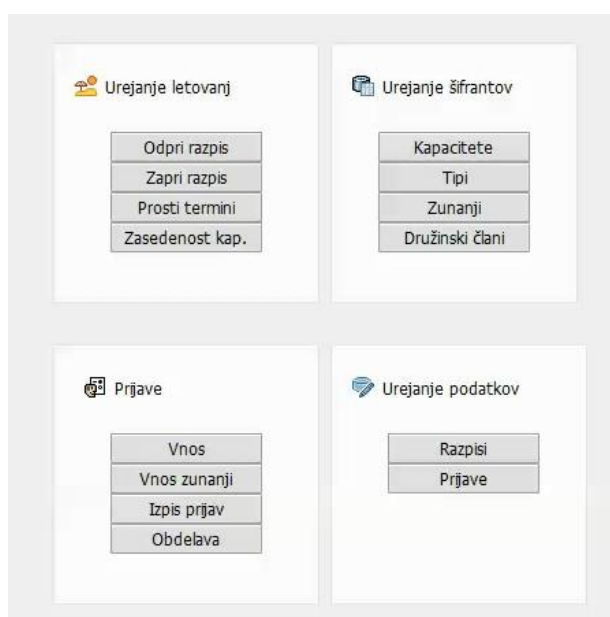 Urejanje letovanj
Odpri razpis
Zapri razpis
Prosti termini
Zasedenost kap.
Urejanje šifrantov
Kapacitete
Tipi
Zunanji
Družinski člani
Prijave
Vnos
Vnos zunanji
Izpis prijav
Obdelava
Urejanje podatkov
Razpisi
Prijave